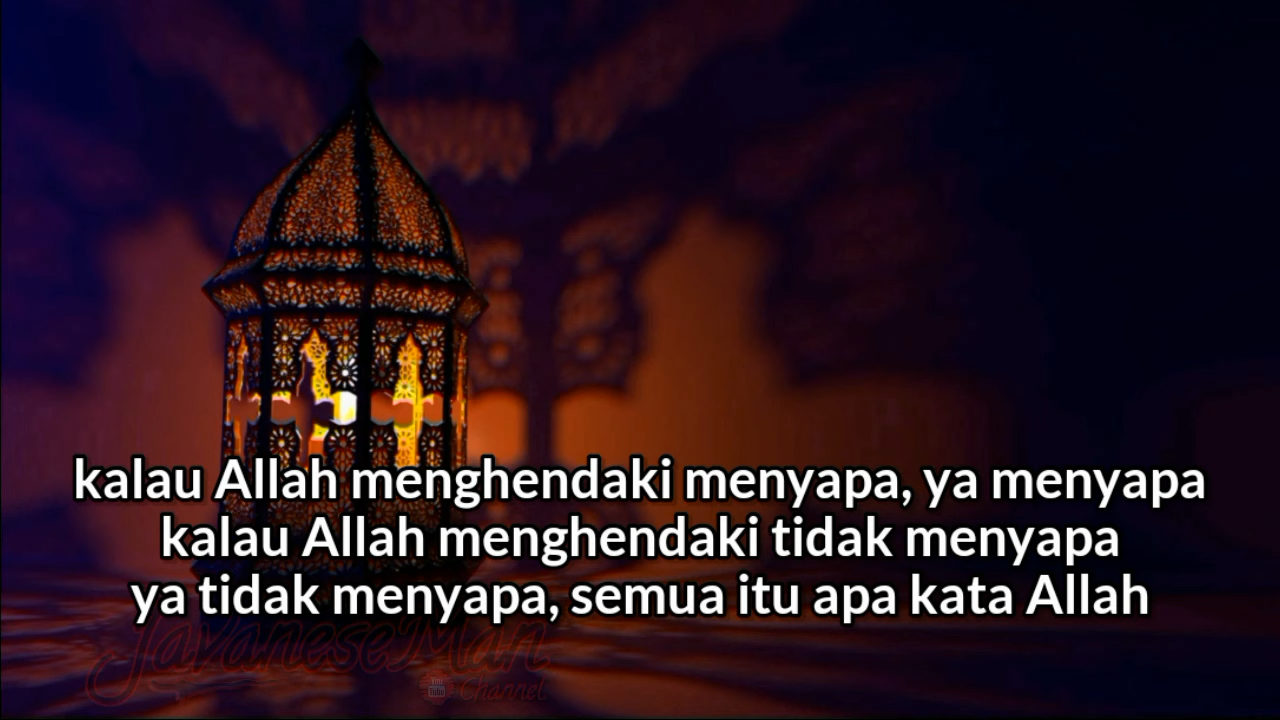 kalau Allah menghendaki menyapa, ya menyapa
kalau Allah menghendaki tidak menyapa
ya tidak menyapa, semua itu apa kata Allah
JavaneseMan
Channel